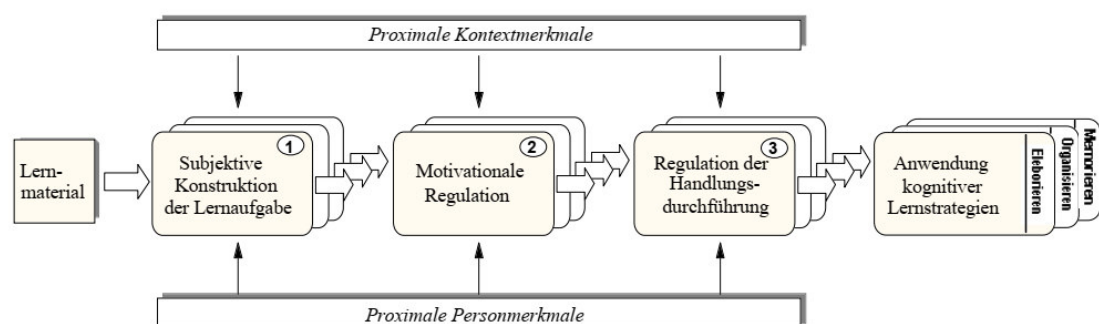 Proximale Kontextmerkmale
Lern-
material
1
Subjektive
Konstruktion
der Lernaufgabe
2
Motivationale
Regulation
3
Regulation der
Handlungs-
durchführung
Anwendung
kognitiver
Lernstrategien
Eleborieren
Organisieren
Memorieren
Proximale Personmerkmale